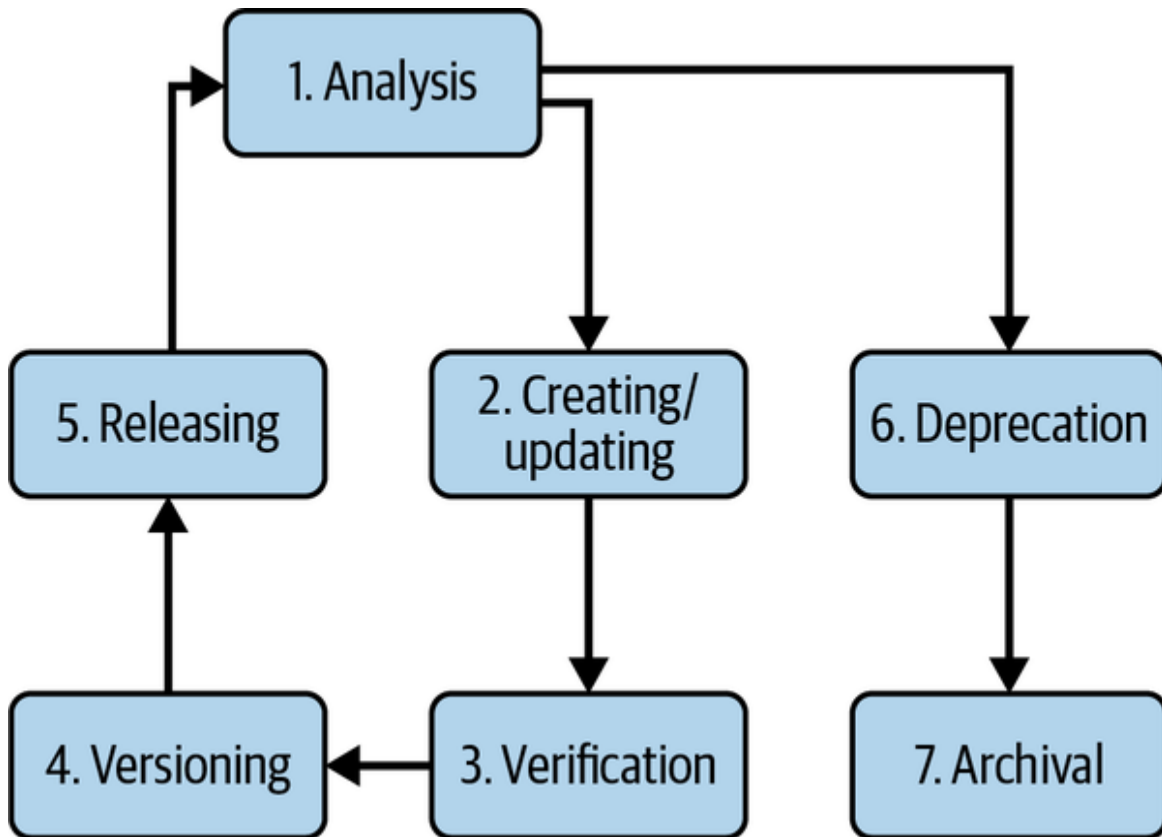 1. Analysis
5. Releasing
2. Creating/
updating
6. Deprecation
4. Versioning
3. Verification
7. Archival